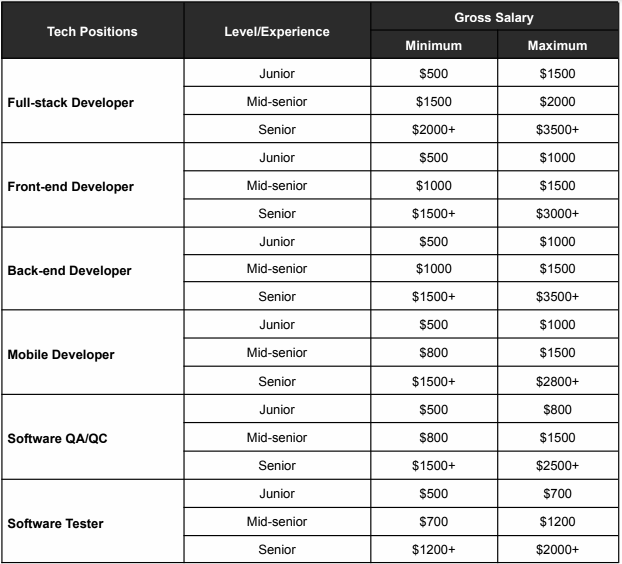 Tech Positions Level/Experience Gross Salary
Minimum Maximum
Full-stack Developer
Junior $500 $1500
Mid-senior $1500 $2000
Senior $2000+ $3500+
Front-end Developer
Junior $500 $1000
Mid-senior $1000 $1500
Senior $1500+ $3000+
Back-end Developer
Junior $500 $1000
Mid-senior $1000 $1500
Senior $1500+ $3500+
Mobile Developer
Junior $500 $1000
Mid-senior $800 $1500
Senior $1500+ $2800+
Software QA/QC
Junior $500 $800
Mid-senior $800 $1500
Senior $1500+ $2500+
Software Tester
Junior $500 $700
Mid-senior $700 $1200
Senior $1200+ $2000+